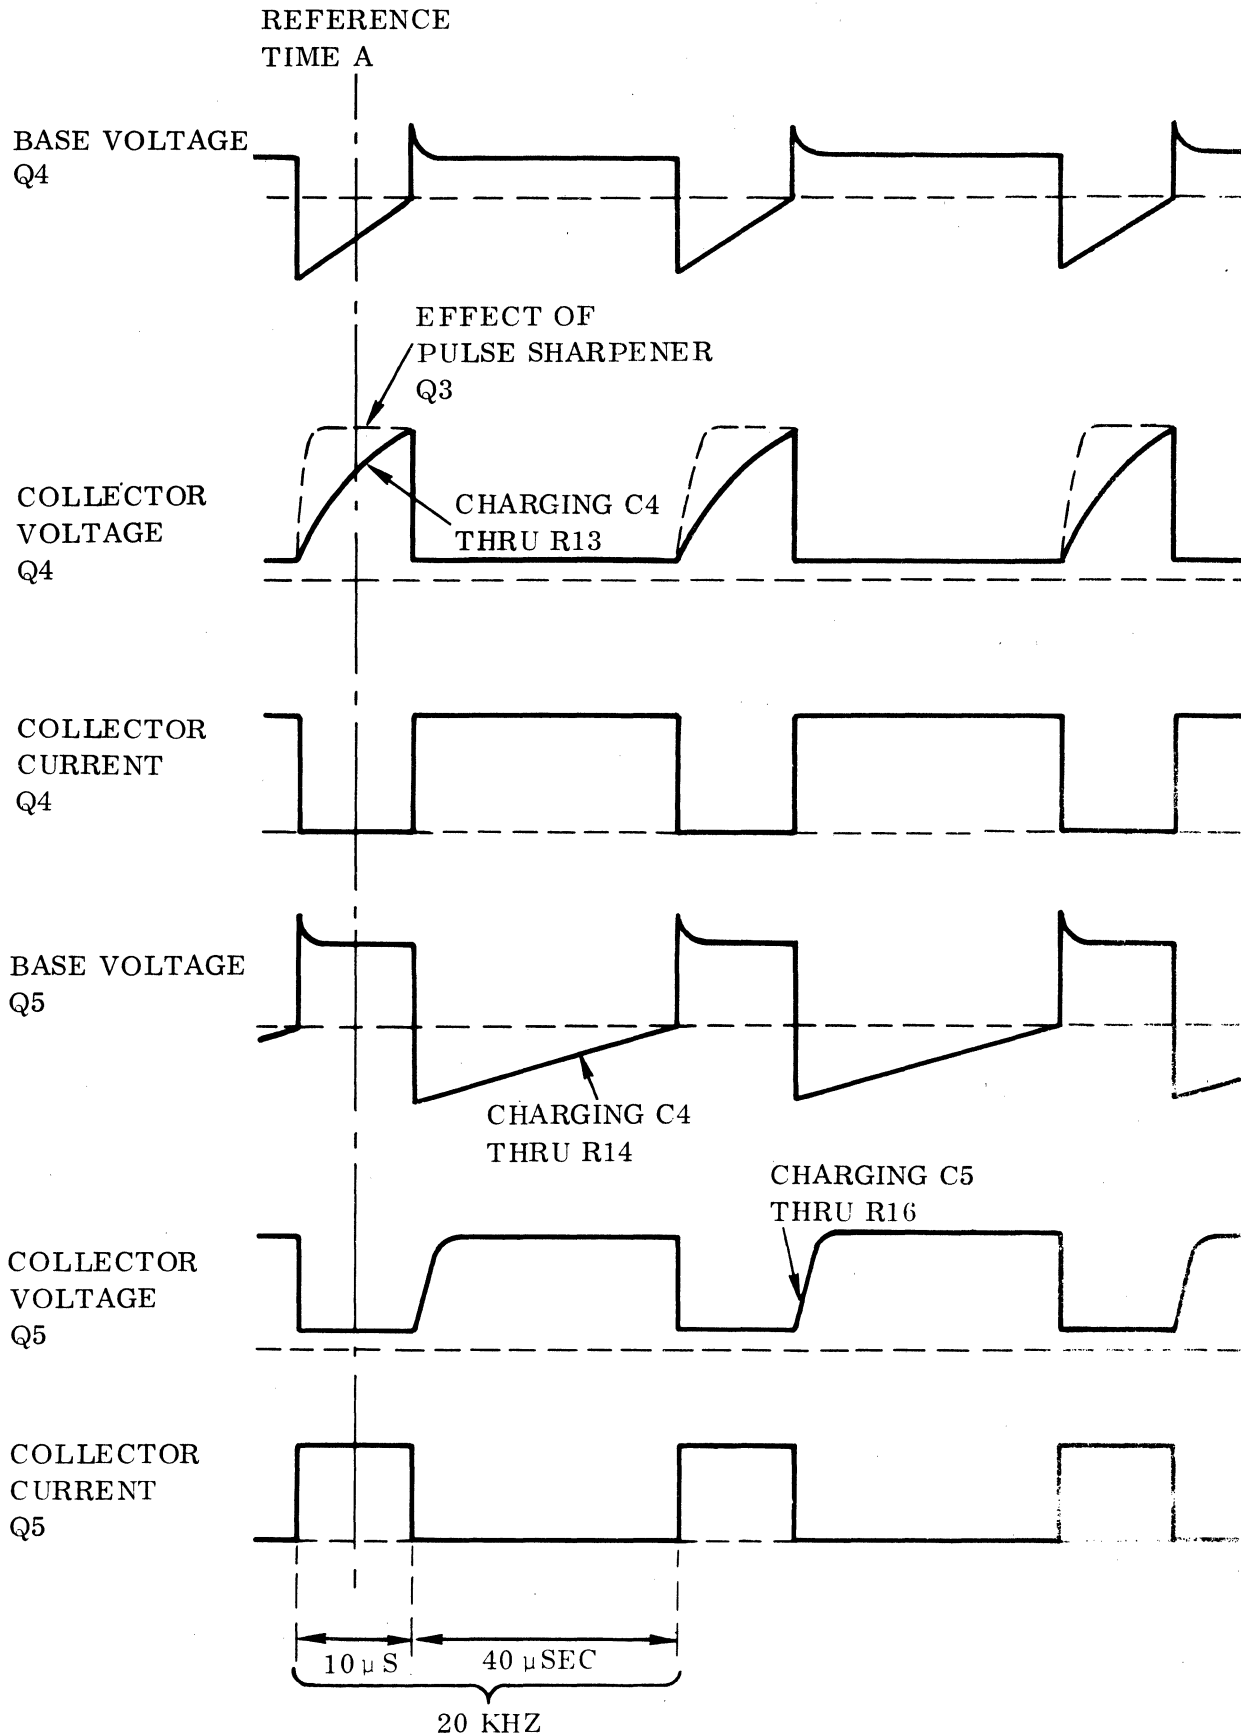 REFERENCE
TIME A
BASE VOLTAGE
Q4
EFFECT OF
PULSE SHARPENER
Q3
COLLECTOR
VOLTAGE
Q4
CHARGING C4
THRU R13
COLLECTOR
CURRENT
Q4
BASE VOLTAGE
Q5
CHARGING C4
THRU R14
CHARGING C5
THRU R16
COLLECTOR
VOLTAGE
Q5
COLLECTOR
CURRENT
Q5
10 μ S
40 μSEC
20 KHZ